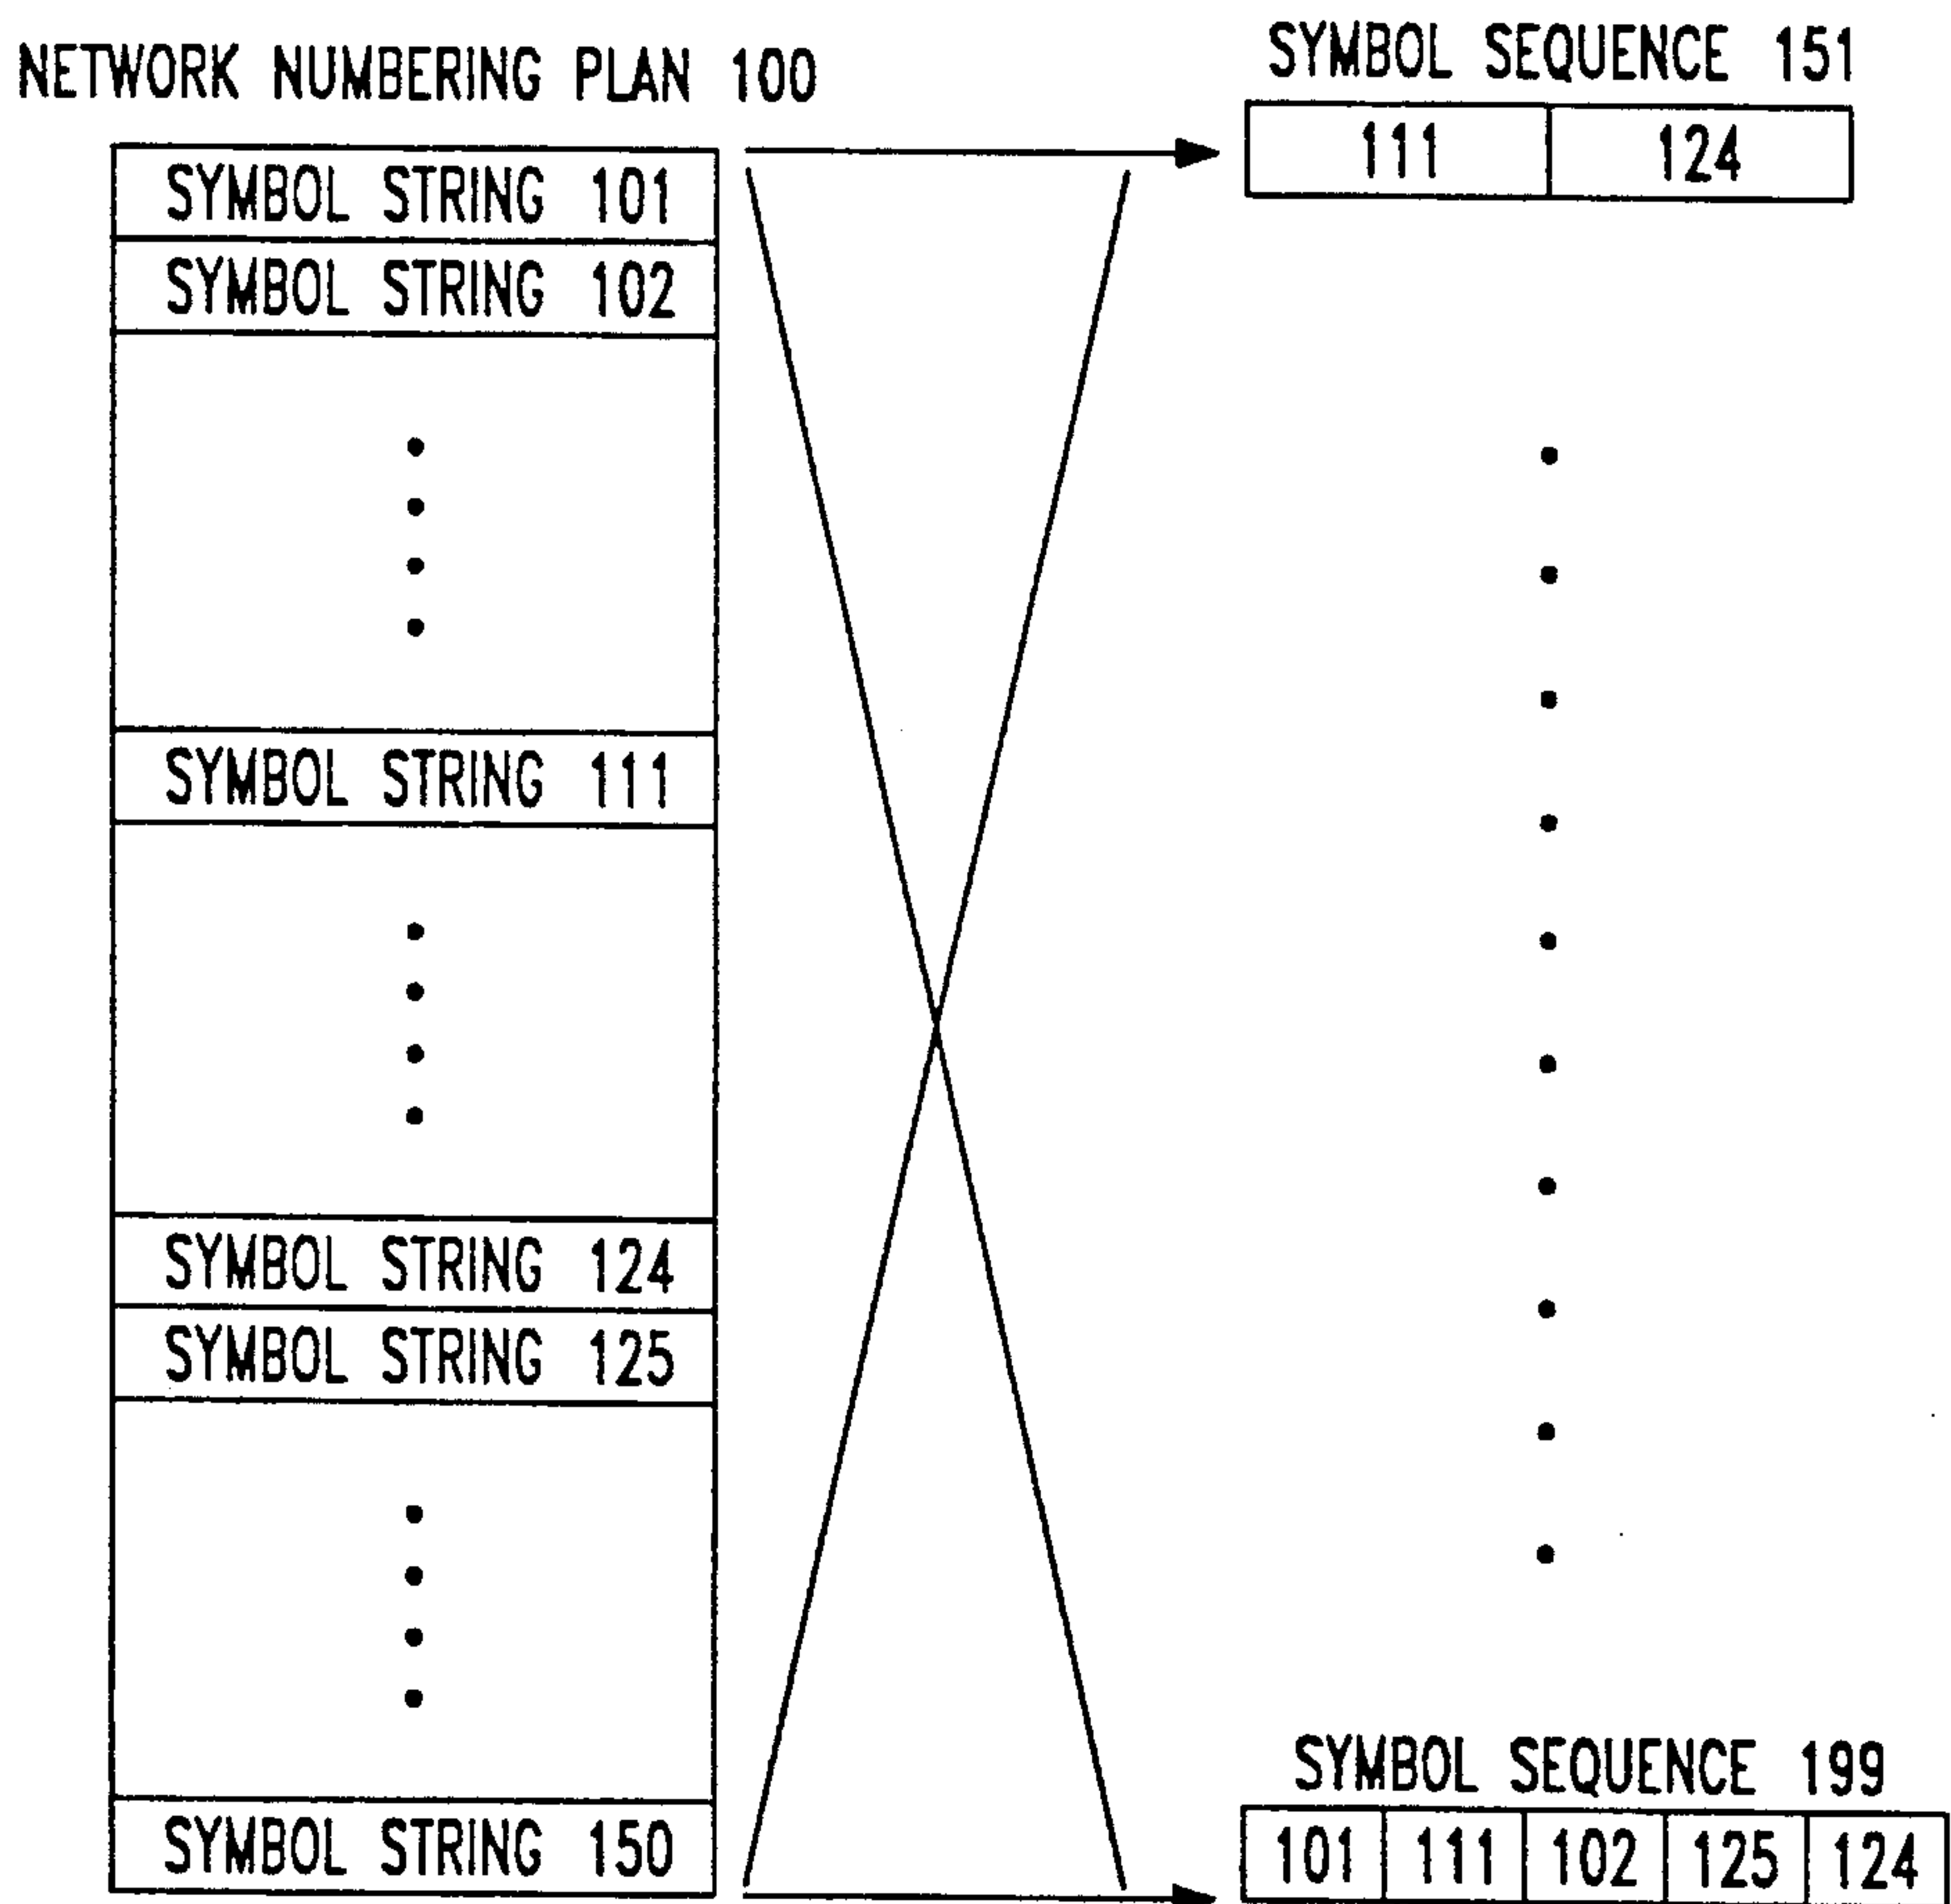 NETWORK NUMBERING PLAN 100
SYMBOL STRING 101
SYMBOL STRING 102
SYMBOL STRING 111
SYMBOL STRING 124
SYMBOL STRING 125
SYMBOL STRING 150
SYMBOL SEQUENCE 151
111 124
SYMBOL SEQUENCE 199
101 111 102 125 124